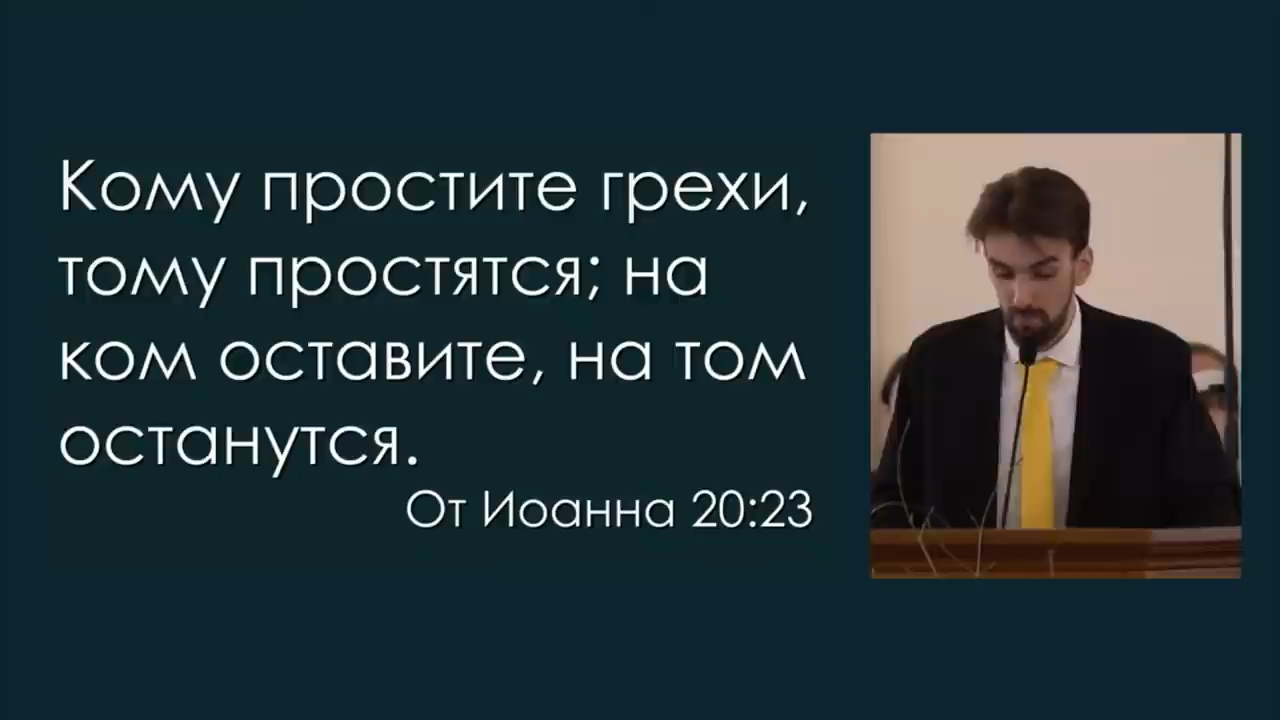 Кому простите грехи,
тому простятся; на
ком оставите, на том
останутся.
От Иоанна 20:23